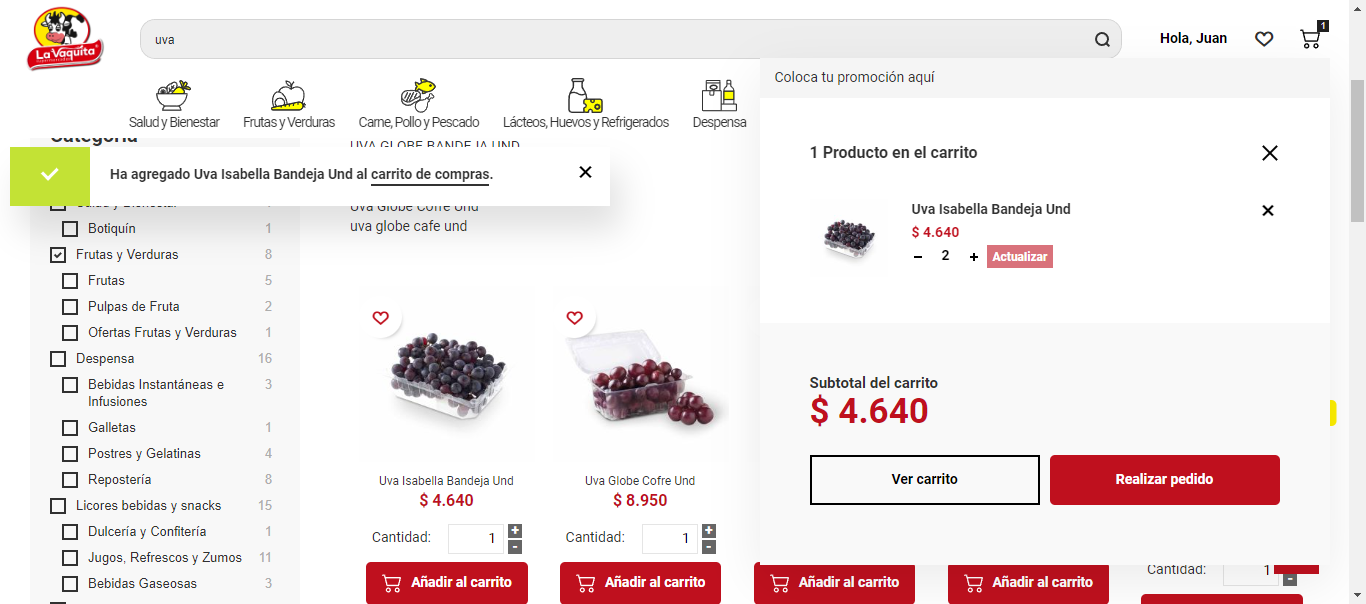 La Vaquita
uva
Hola, Juan
1
Salud y Bienestar
Frutas y Verduras
Carne, Pollo y Pescado
Lácteos, Huevos y Refrigerados
Despensa
Coloca tu promoción aquí
Categoría
UVA GLOBE BANDEJA UND
Ha agregado Uva Isabella Bandeja Und al carrito de compras.
Salud y Bienestar
Uva Globe Cofre Und
uva globe cafe und
Botiquín 1
Frutas y Verduras 8
Frutas 5
Pulpas de Fruta 2
Ofertas Frutas y Verduras 1
Despensa 16
Bebidas Instantáneas e 3
Infusiones
Galletas 1
Postres y Gelatinas 4
Repostería 8
Licores bebidas y snacks 15
Dulcería y Confitería 1
Jugos, Refrescos y Zumos 11
Bebidas Gaseosas 3
Uva Isabella Bandeja Und
$ 4.640
Cantidad: 1 + -
Añadir al carrito
Uva Globe Cofre Und
$ 8.950
Cantidad: 1 + -
Añadir al carrito
Añadir al carrito
Añadir al carrito
Cantidad: 1 -
1 Producto en el carrito
Uva Isabella Bandeja Und
$ 4.640
− 2 + Actualizar
Subtotal del carrito
$ 4.640
Ver carrito
Realizar pedido